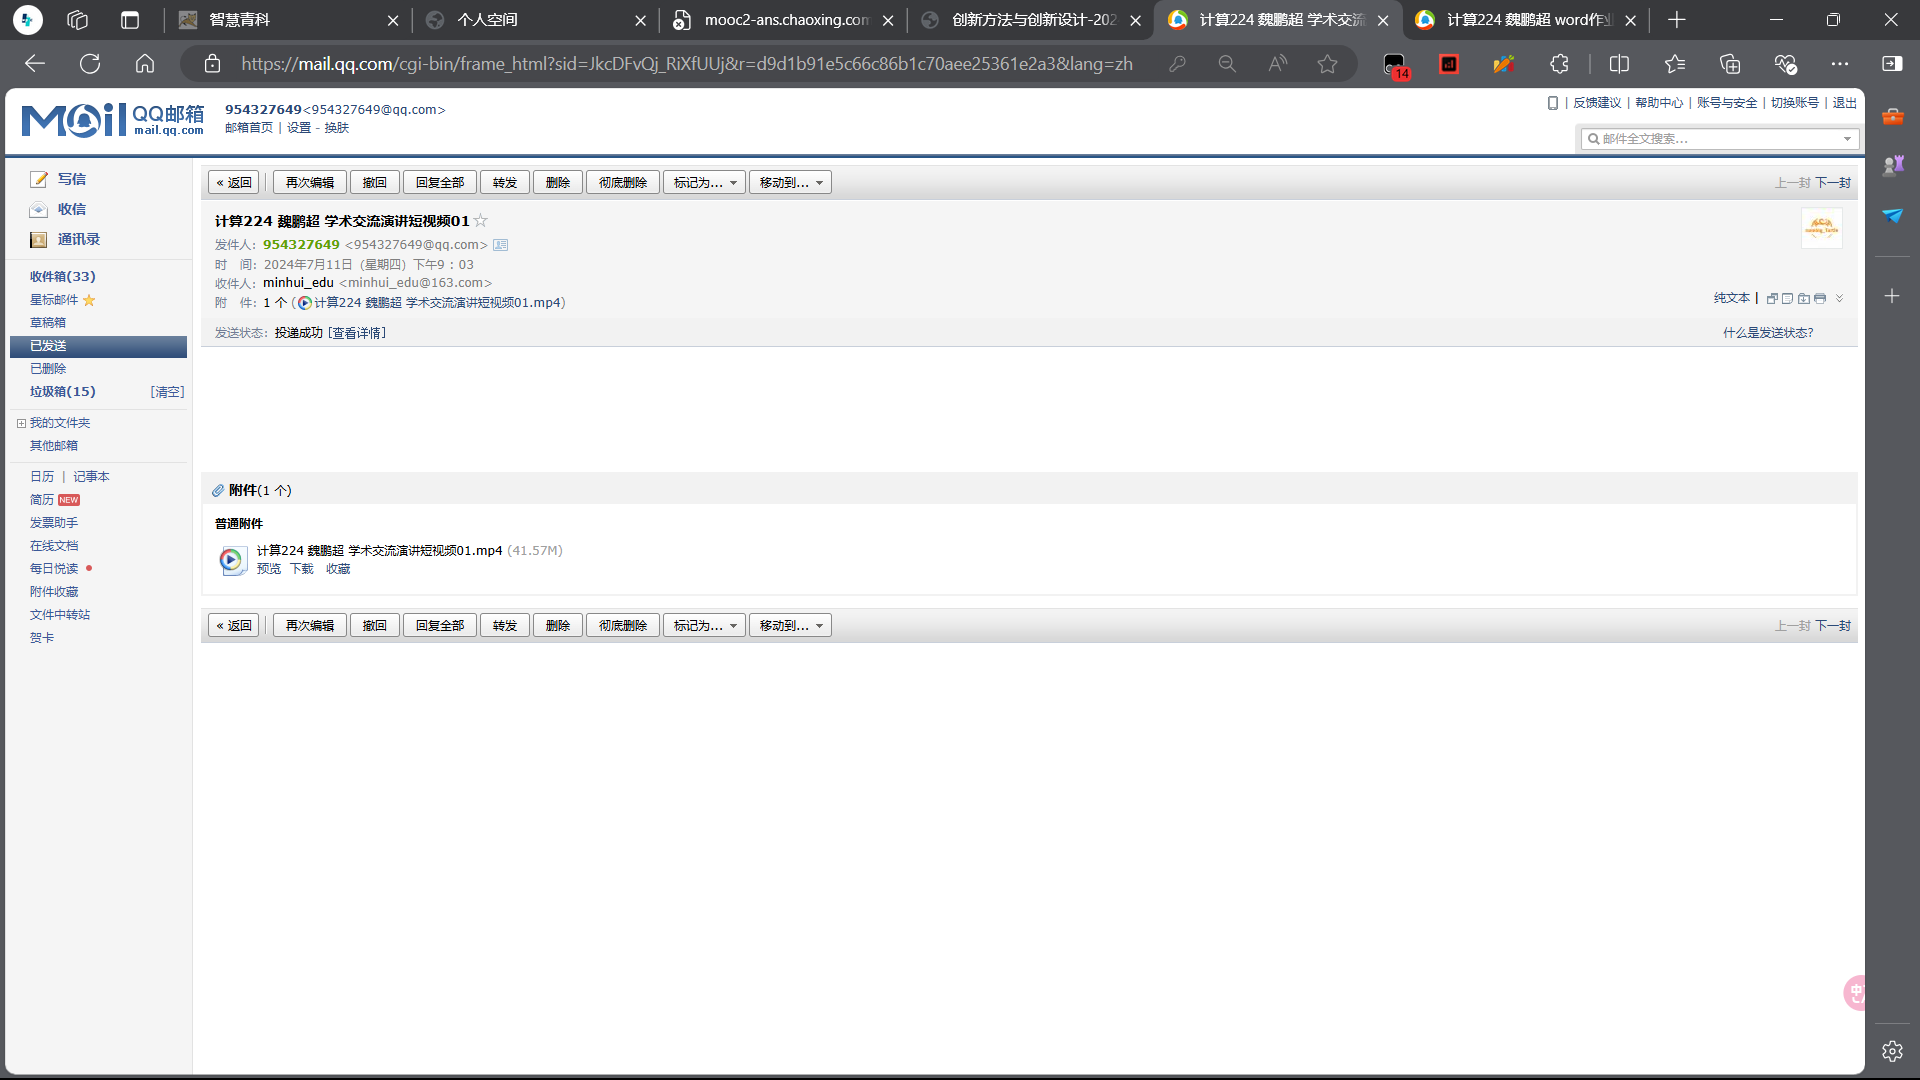 智慧青科
个人空间
mooc2-ans.chaoxing.com
创新方法与创新设计-202
计算224 魏鹏超 学术交流
计算224 魏鹏超 word作业
https://mail.qq.com/cgi-bin/frame_html?sid=JkcDFvQj_RiXfUUj&r=d9d1b91e5c66c86b1c70aee25361e2a3&lang=zh
14
Mail QQ邮箱
mail.qq.com
954327649<954327649@qq.com>
邮箱首页 | 设置 - 换肤
| 反馈建议 | 帮助中心 | 账号与安全 | 切换账号 | 退出
邮件全文搜索...
写信
收信
通讯录
收件箱(33)
星标邮件
草稿箱
已发送
已删除
垃圾箱(15) [清空]
我的文件夹
其他邮箱
日历 | 记事本
简历 NEW
发票助手
在线文档
每日悦读
附件收藏
文件中转站
贺卡
« 返回 再次编辑 撤回 回复全部 转发 删除 彻底删除 标记为... 移动到... 上一封 下一封
计算224 魏鹏超 学术交流演讲短视频01
发件人: 954327649 <954327649@qq.com>
时 间: 2024年7月11日 (星期四) 下午9:03
收件人: minhui_edu <minhui_edu@163.com>
附 件: 1 个 (计算224 魏鹏超 学术交流演讲短视频01.mp4)
纯文本 |
发送状态: 投递成功 [查看详情]
什么是发送状态?
附件(1 个)
普通附件
计算224 魏鹏超 学术交流演讲短视频01.mp4 (41.57M)
预览 下载 收藏
« 返回 再次编辑 撤回 回复全部 转发 删除 彻底删除 标记为... 移动到... 上一封 下一封